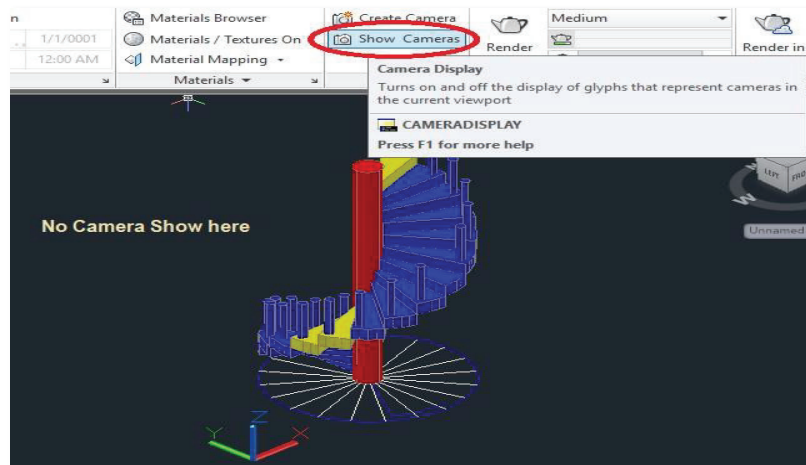 n
1/1/0001
12:00 AM
Materials Browser
Materials / Textures On
Material Mapping
Materials
Create Camera
Show Cameras
Render
Medium
Render in
Camera Display
Turns on and off the display of glyphs that represent cameras in
the current viewport
CAMERADISPLAY
Press F1 for more help
No Camera Show here
LEFT
FRO
W
Unnamed
Z
Y
X